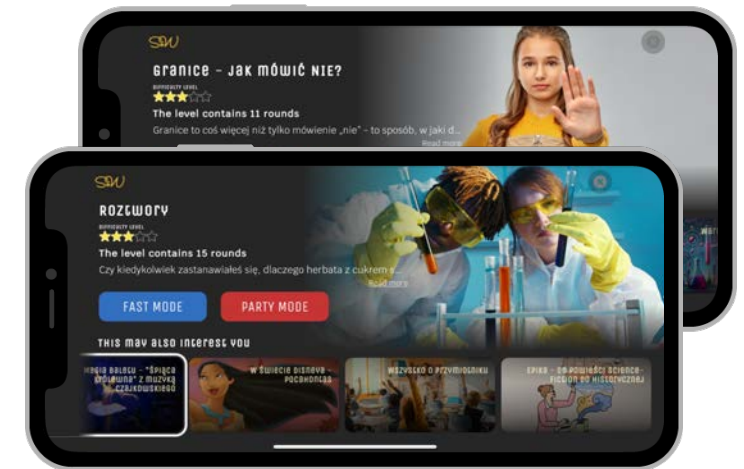 SW
Granice - jak mówić NIE?
DIFFICULTY LEVEL
The level contains 11 rounds
Granice to coś więcej niż tylko mówienie „nie” - to sposób, w jaki d...
Read more
SW
Roztwory
DIFFICULTY LEVEL
The level contains 15 rounds
Czy kiedykolwiek zastanawiałeś się, dlaczego herbata z cukrem s...
Read more
FAST MODE
PARTY MODE
This may also interest you
Magia baletu - "Śpiąca
królewna" z muzyką
Czajkowskiego
W świecie Disneya -
Pocahontas
Wszystko o przymiotniku
Epika - od powieści science-
fiction do historycznej